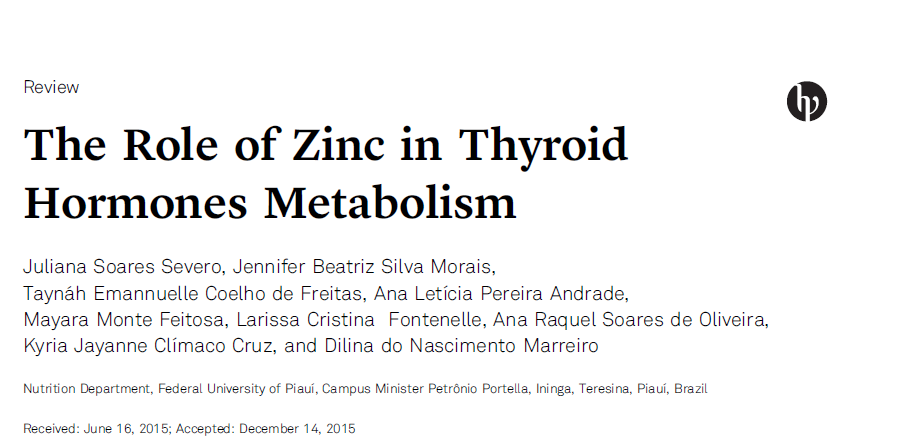 Review
hp
The Role of Zinc in Thyroid
Hormones Metabolism
Juliana Soares Severo, Jennifer Beatriz Silva Morais,
Taynáh Emannuelle Coelho de Freitas, Ana Letícia Pereira Andrade,
Mayara Monte Feitosa, Larissa Cristina Fontenelle, Ana Raquel Soares de Oliveira,
Kyria Jayanne Clímaco Cruz, and Dilina do Nascimento Marreiro
Nutrition Department, Federal University of Piauí, Campus Minister Petrônio Portella, Ininga, Teresina, Piauí, Brazil
Received: June 16, 2015; Accepted: December 14, 2015